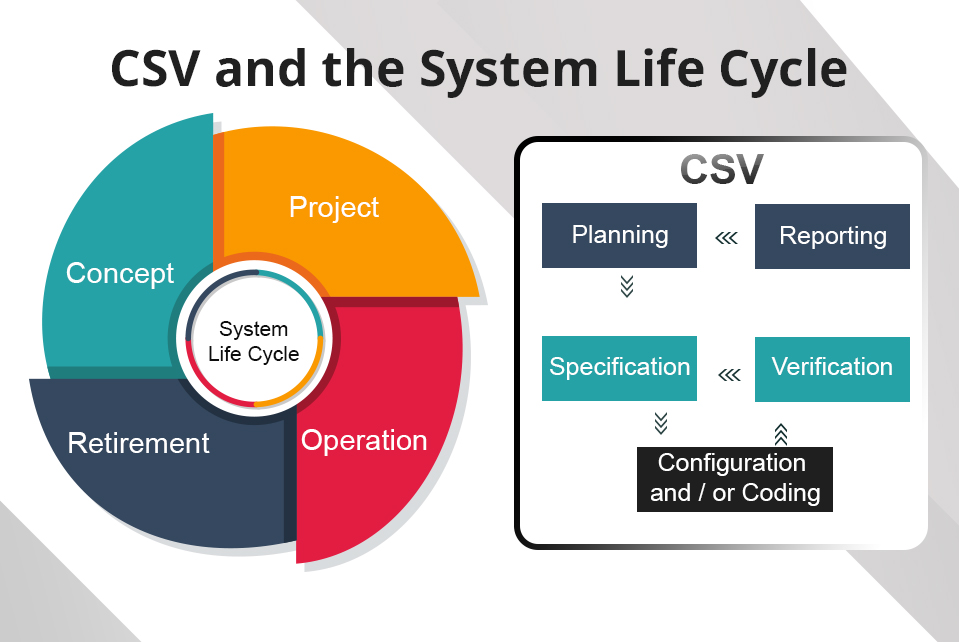 CSV and the System Life Cycle
Project
Concept
System
Life Cycle
Retirement
Operation
CSV
Planning
Reporting
Specification
Verification
Configuration
and / or Coding